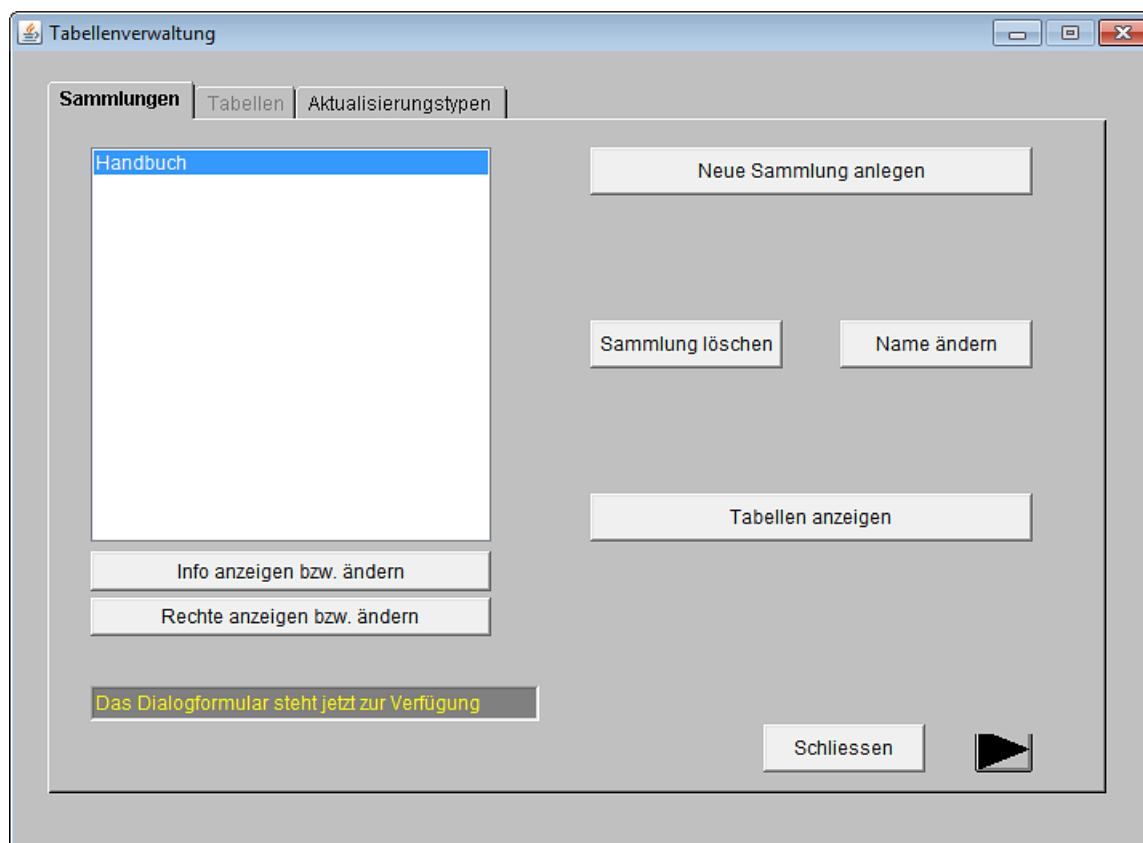 Tabellenverwaltung
Sammlungen Tabellen Aktualisierungstypen
Handbuch
Neue Sammlung anlegen
Sammlung löschen Name ändern
Tabellen anzeigen
Info anzeigen bzw. ändern
Rechte anzeigen bzw. ändern
Das Dialogformular steht jetzt zur Verfügung
Schliessen